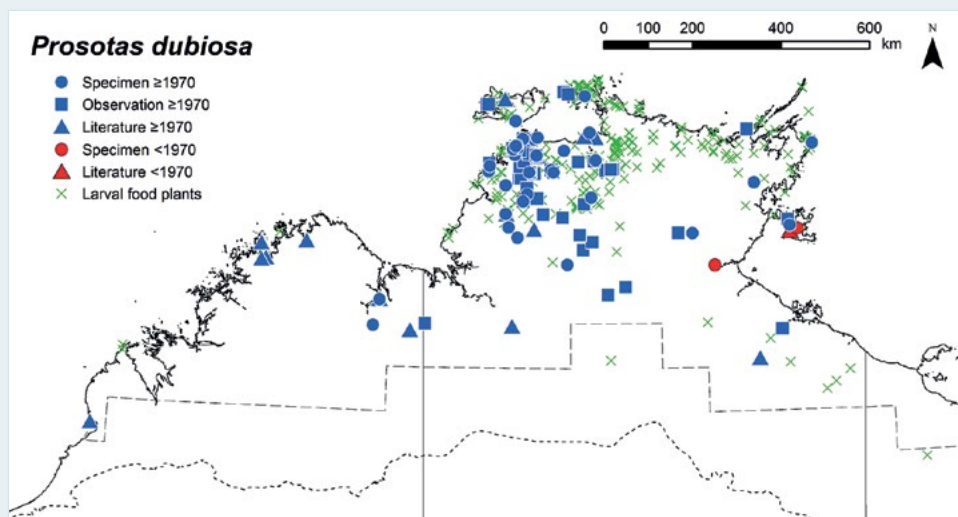 Prosotas dubiosa
Specimen ≥1970
Observation ≥1970
Literature ≥1970
Specimen <1970
Literature <1970
Larval food plants
0 100 200 400 600
km
N